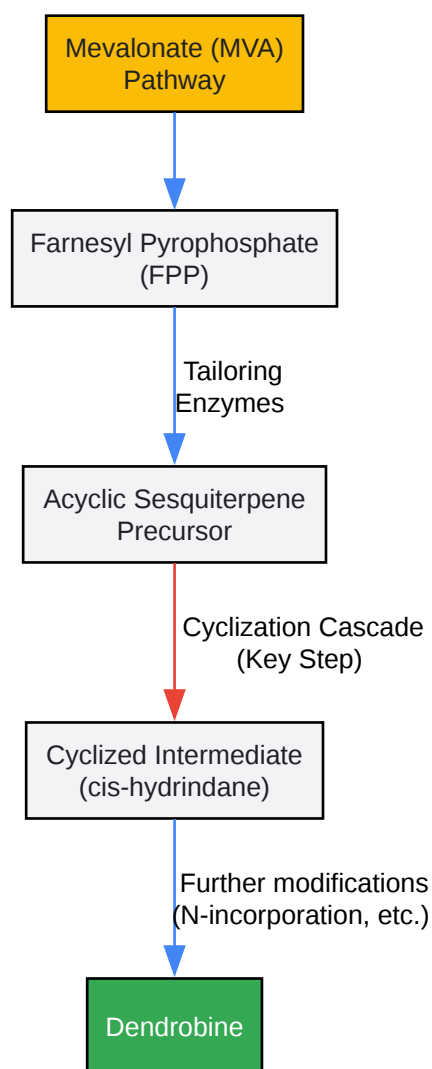 Mevalonate (MVA)
Pathway
Farnesyl Pyrophosphate
(FPP)
Tailoring
Enzymes
Acyclic Sesquiterpene
Precursor
Cyclization Cascade
(Key Step)
Cyclized Intermediate
(cis-hydrindane)
Further modifications
(N-incorporation, etc.)
Dendrobine